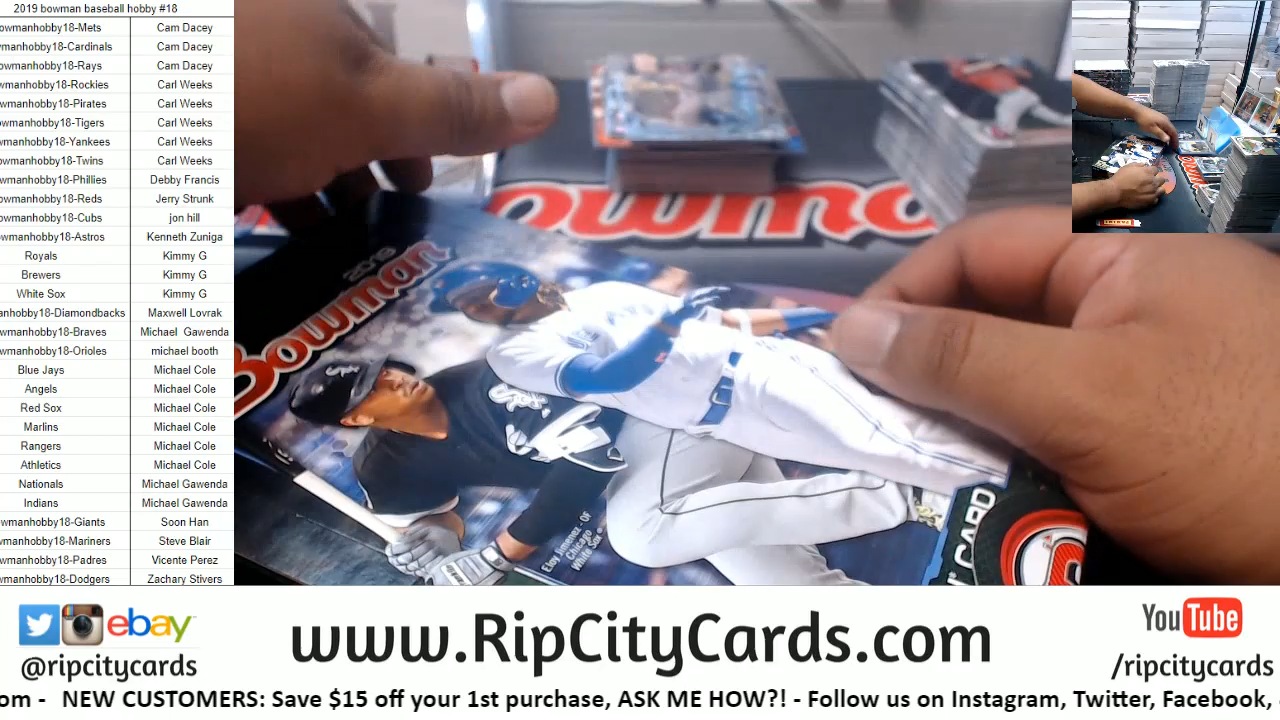 2019 bowman baseball hobby #18
owmanhobby18-Mets Cam Dacey
wmanhobby18-Cardinals Cam Dacey
owmanhobby18-Rays Cam Dacey
wmanhobby18-Rockies Carl Weeks
owmanhobby18-Pirates Carl Weeks
owmanhobby18-Tigers Carl Weeks
wmanhobby18-Yankees Carl Weeks
owmanhobby18-Twins Carl Weeks
wmanhobby18-Phillies Debby Francis
owmanhobby18-Reds Jerry Strunk
owmanhobby18-Cubs jon hill
owmanhobby18-Astros Kenneth Zuniga
Royals Kimmy G
Brewers Kimmy G
White Sox Kimmy G
anhobby18-Diamondbacks Maxwell Lovrak
owmanhobby18-Braves Michael Gawenda
owmanhobby18-Orioles michael booth
Blue Jays Michael Cole
Angels Michael Cole
Red Sox Michael Cole
Marlins Michael Cole
Rangers Michael Cole
Athletics Michael Cole
Nationals Michael Gawenda
Indians Michael Gawenda
owmanhobby18-Giants Soon Han
wmanhobby18-Mariners Steve Blair
owmanhobby18-Padres Vicente Perez
wmanhobby18-Dodgers Zachary Stivers
owma
2019
Bowman
Sox
Eloy Jimenez - OF
Chicago
White Sox
CARD
ebay
@ripcitycards
www.RipCityCards.com
YouTube
/ripcitycards
om - NEW CUSTOMERS: Save $15 off your 1st purchase, ASK ME HOW?! - Follow us on Instagram, Twitter, Facebook,